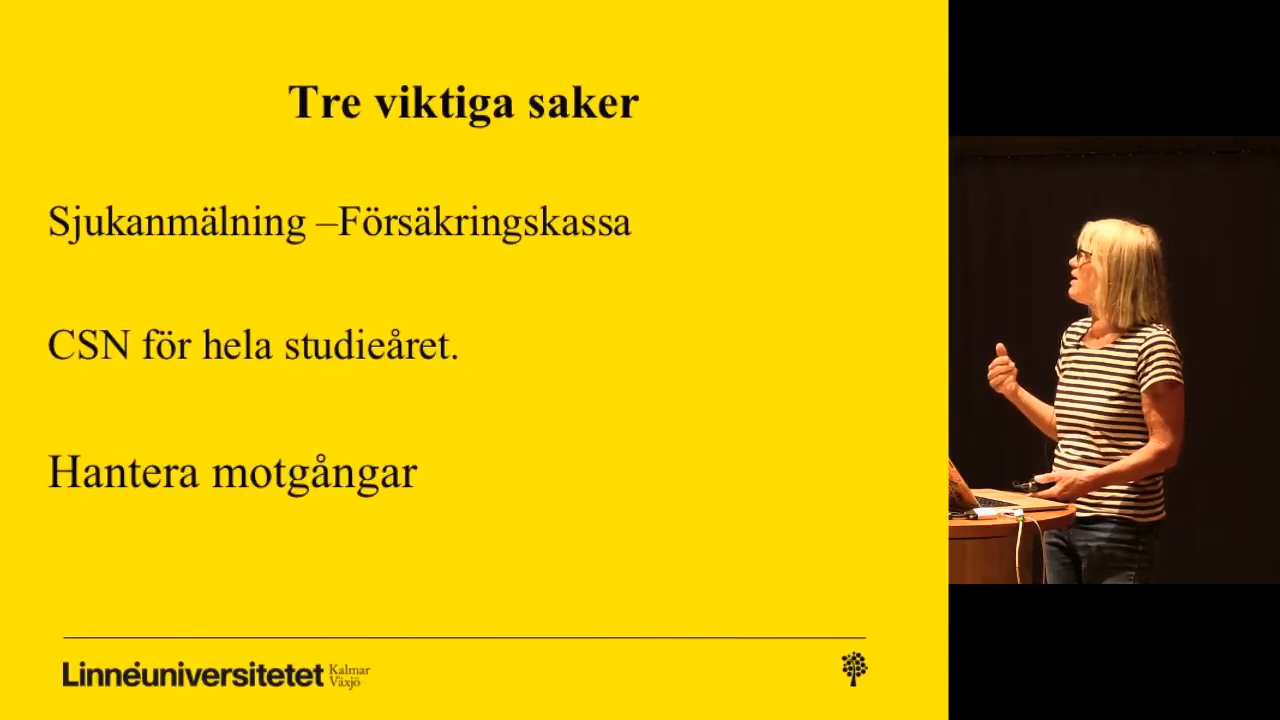 Tre viktiga saker
Sjukanmälning –Försäkringskassa
CSN för hela studieåret.
Hantera motgångar
Linnéuniversitetet
Kalmar
Växjö